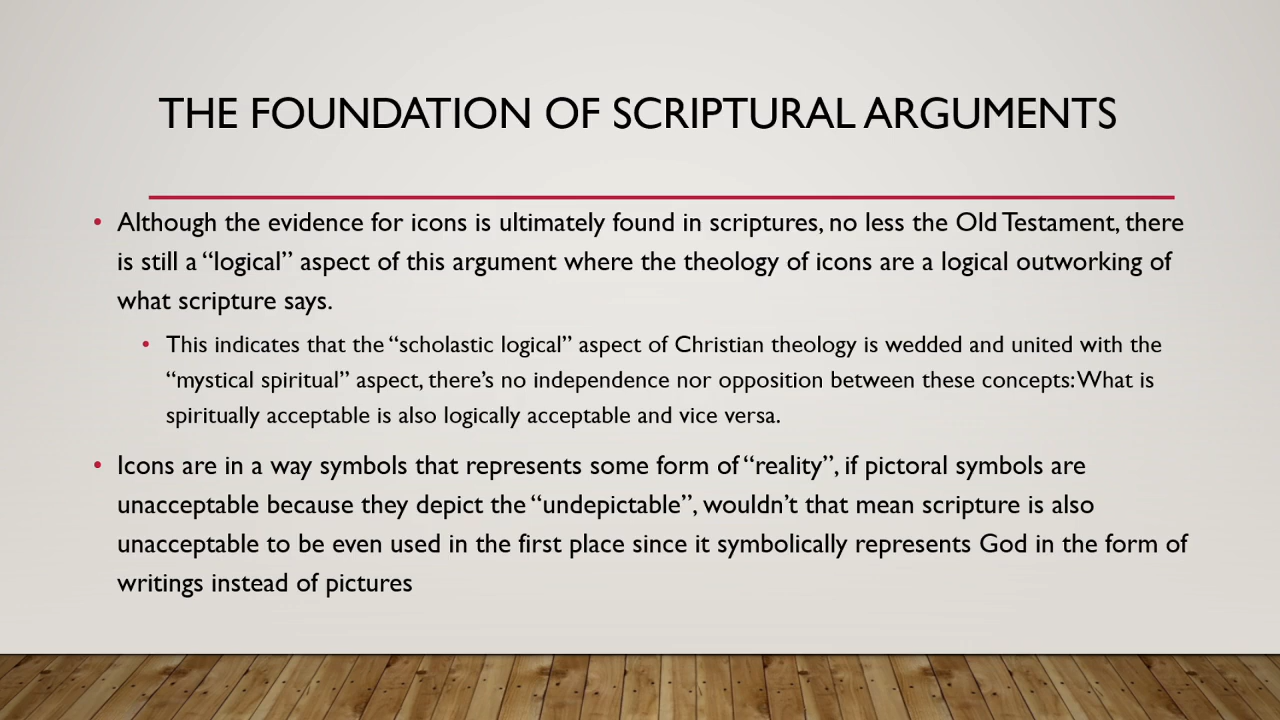 THE FOUNDATION OF SCRIPTURAL ARGUMENTS
• Although the evidence for icons is ultimately found in scriptures, no less the Old Testament, there
is still a “logical” aspect of this argument where the theology of icons are a logical outworking of
what scripture says.
• This indicates that the “scholastic logical” aspect of Christian theology is wedded and united with the
“mystical spiritual” aspect, there’s no independence nor opposition between these concepts: What is
spiritually acceptable is also logically acceptable and vice versa.
• Icons are in a way symbols that represents some form of “reality”, if pictoral symbols are
unacceptable because they depict the “undepictable”, wouldn’t that mean scripture is also
unacceptable to be even used in the first place since it symbolically represents God in the form of
writings instead of pictures